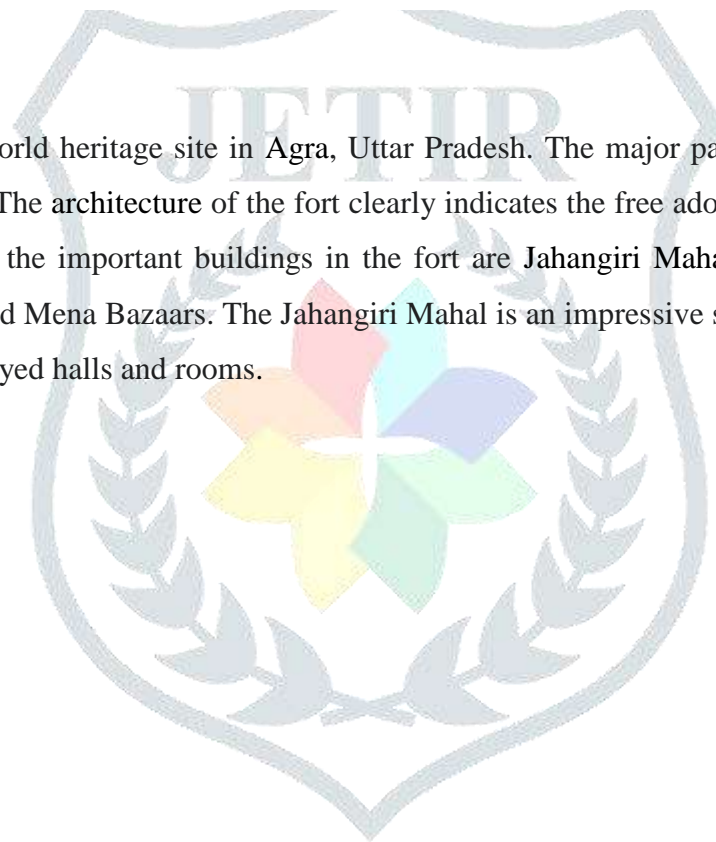 JETIR
orld heritage site in Agra, Uttar Pradesh. The major pa
The architecture of the fort clearly indicates the free ado
the important buildings in the fort are Jahangiri Maha
d Mena Bazaars. The Jahangiri Mahal is an impressive s
yed halls and rooms.